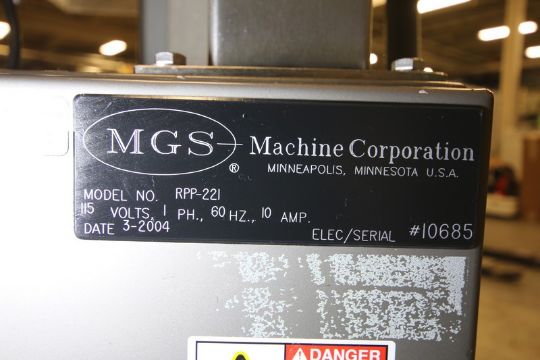 MGS Machine Corporation
®
MINNEAPOLIS, MINNESOTA U.S.A.
MODEL NO. RPP-221
115 VOLTS, 1 PH., 60 HZ., 10 AMP.
DATE 3-2004 ELEC/SERIAL #10685
DANGER